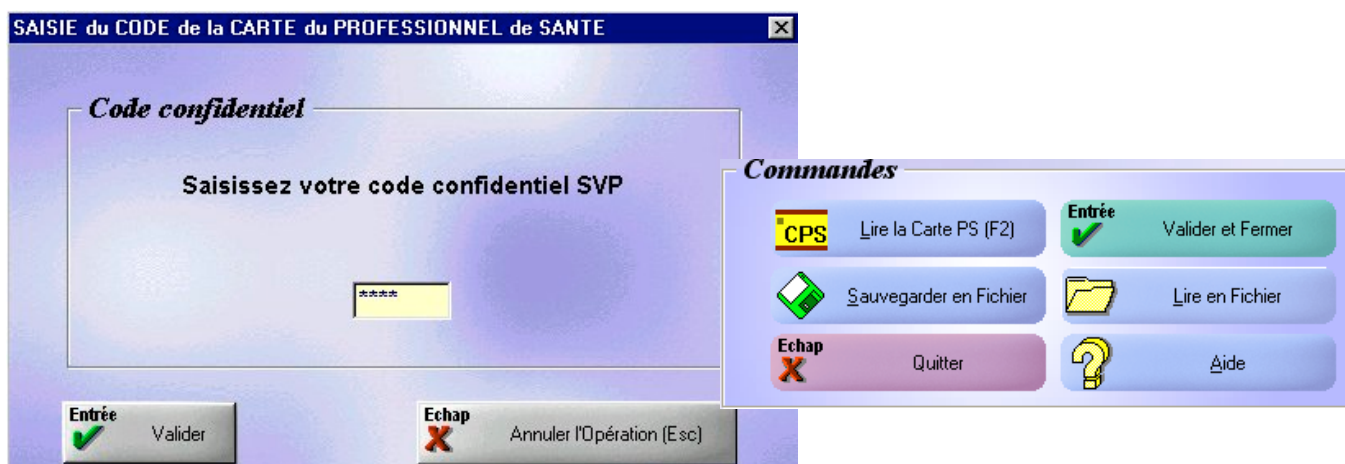 SAISIE du CODE de la CARTE du PROFESSIONNEL de SANTE
Code confidentiel
Saisissez votre code confidentiel SVP
****
Entrée
Valider
Echap
Annuler l'Opération (Esc)
Commandes
CPS
Lire la Carte PS (F2)
Entrée
Valider et Fermer
Sauvegarder en Fichier
Lire en Fichier
Echap
Quitter
Aide